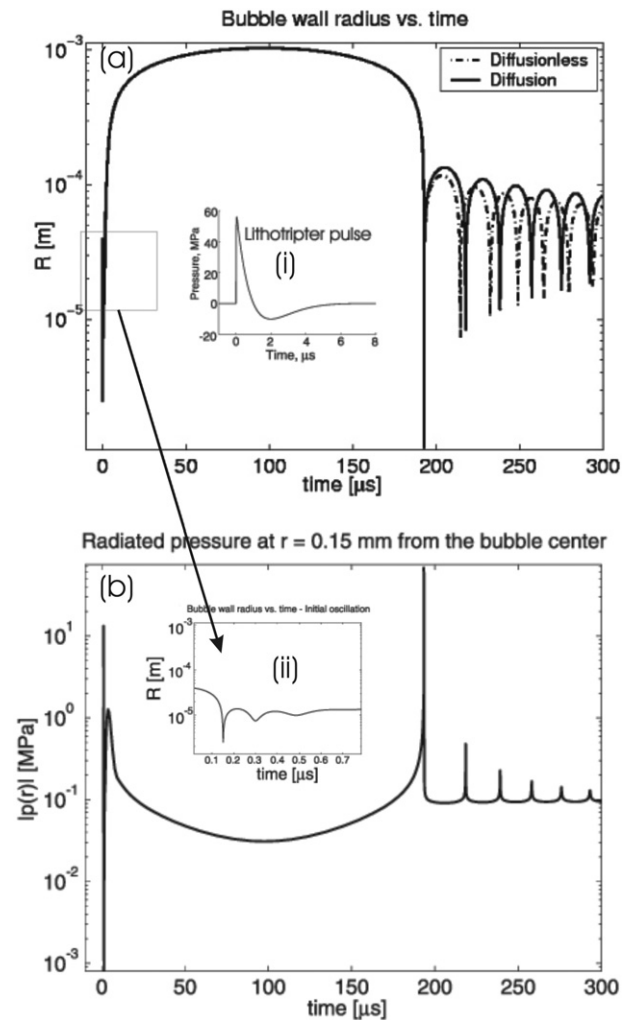 Bubble wall radius vs. time
(a)
Diffusionless
Diffusion
10⁻³
10⁻⁴
10⁻⁵
R [m]
Lithotripter pulse
(i)
60
40
20
0
-20
Pressure, MPa
0 2 4 6 8
Time, μs
0 50 100 150 200 250 300
time [μs]
Radiated pressure at r = 0.15 mm from the bubble center
(b)
10¹
10⁰
10⁻¹
10⁻²
10⁻³
|p(r)| [MPa]
Bubble wall radius vs. time - Initial oscillation
(ii)
10⁻³
10⁻⁴
10⁻⁵
R [m]
0.1 0.2 0.3 0.4 0.5 0.6 0.7
time [μs]
0 50 100 150 200 250 300
time [μs]